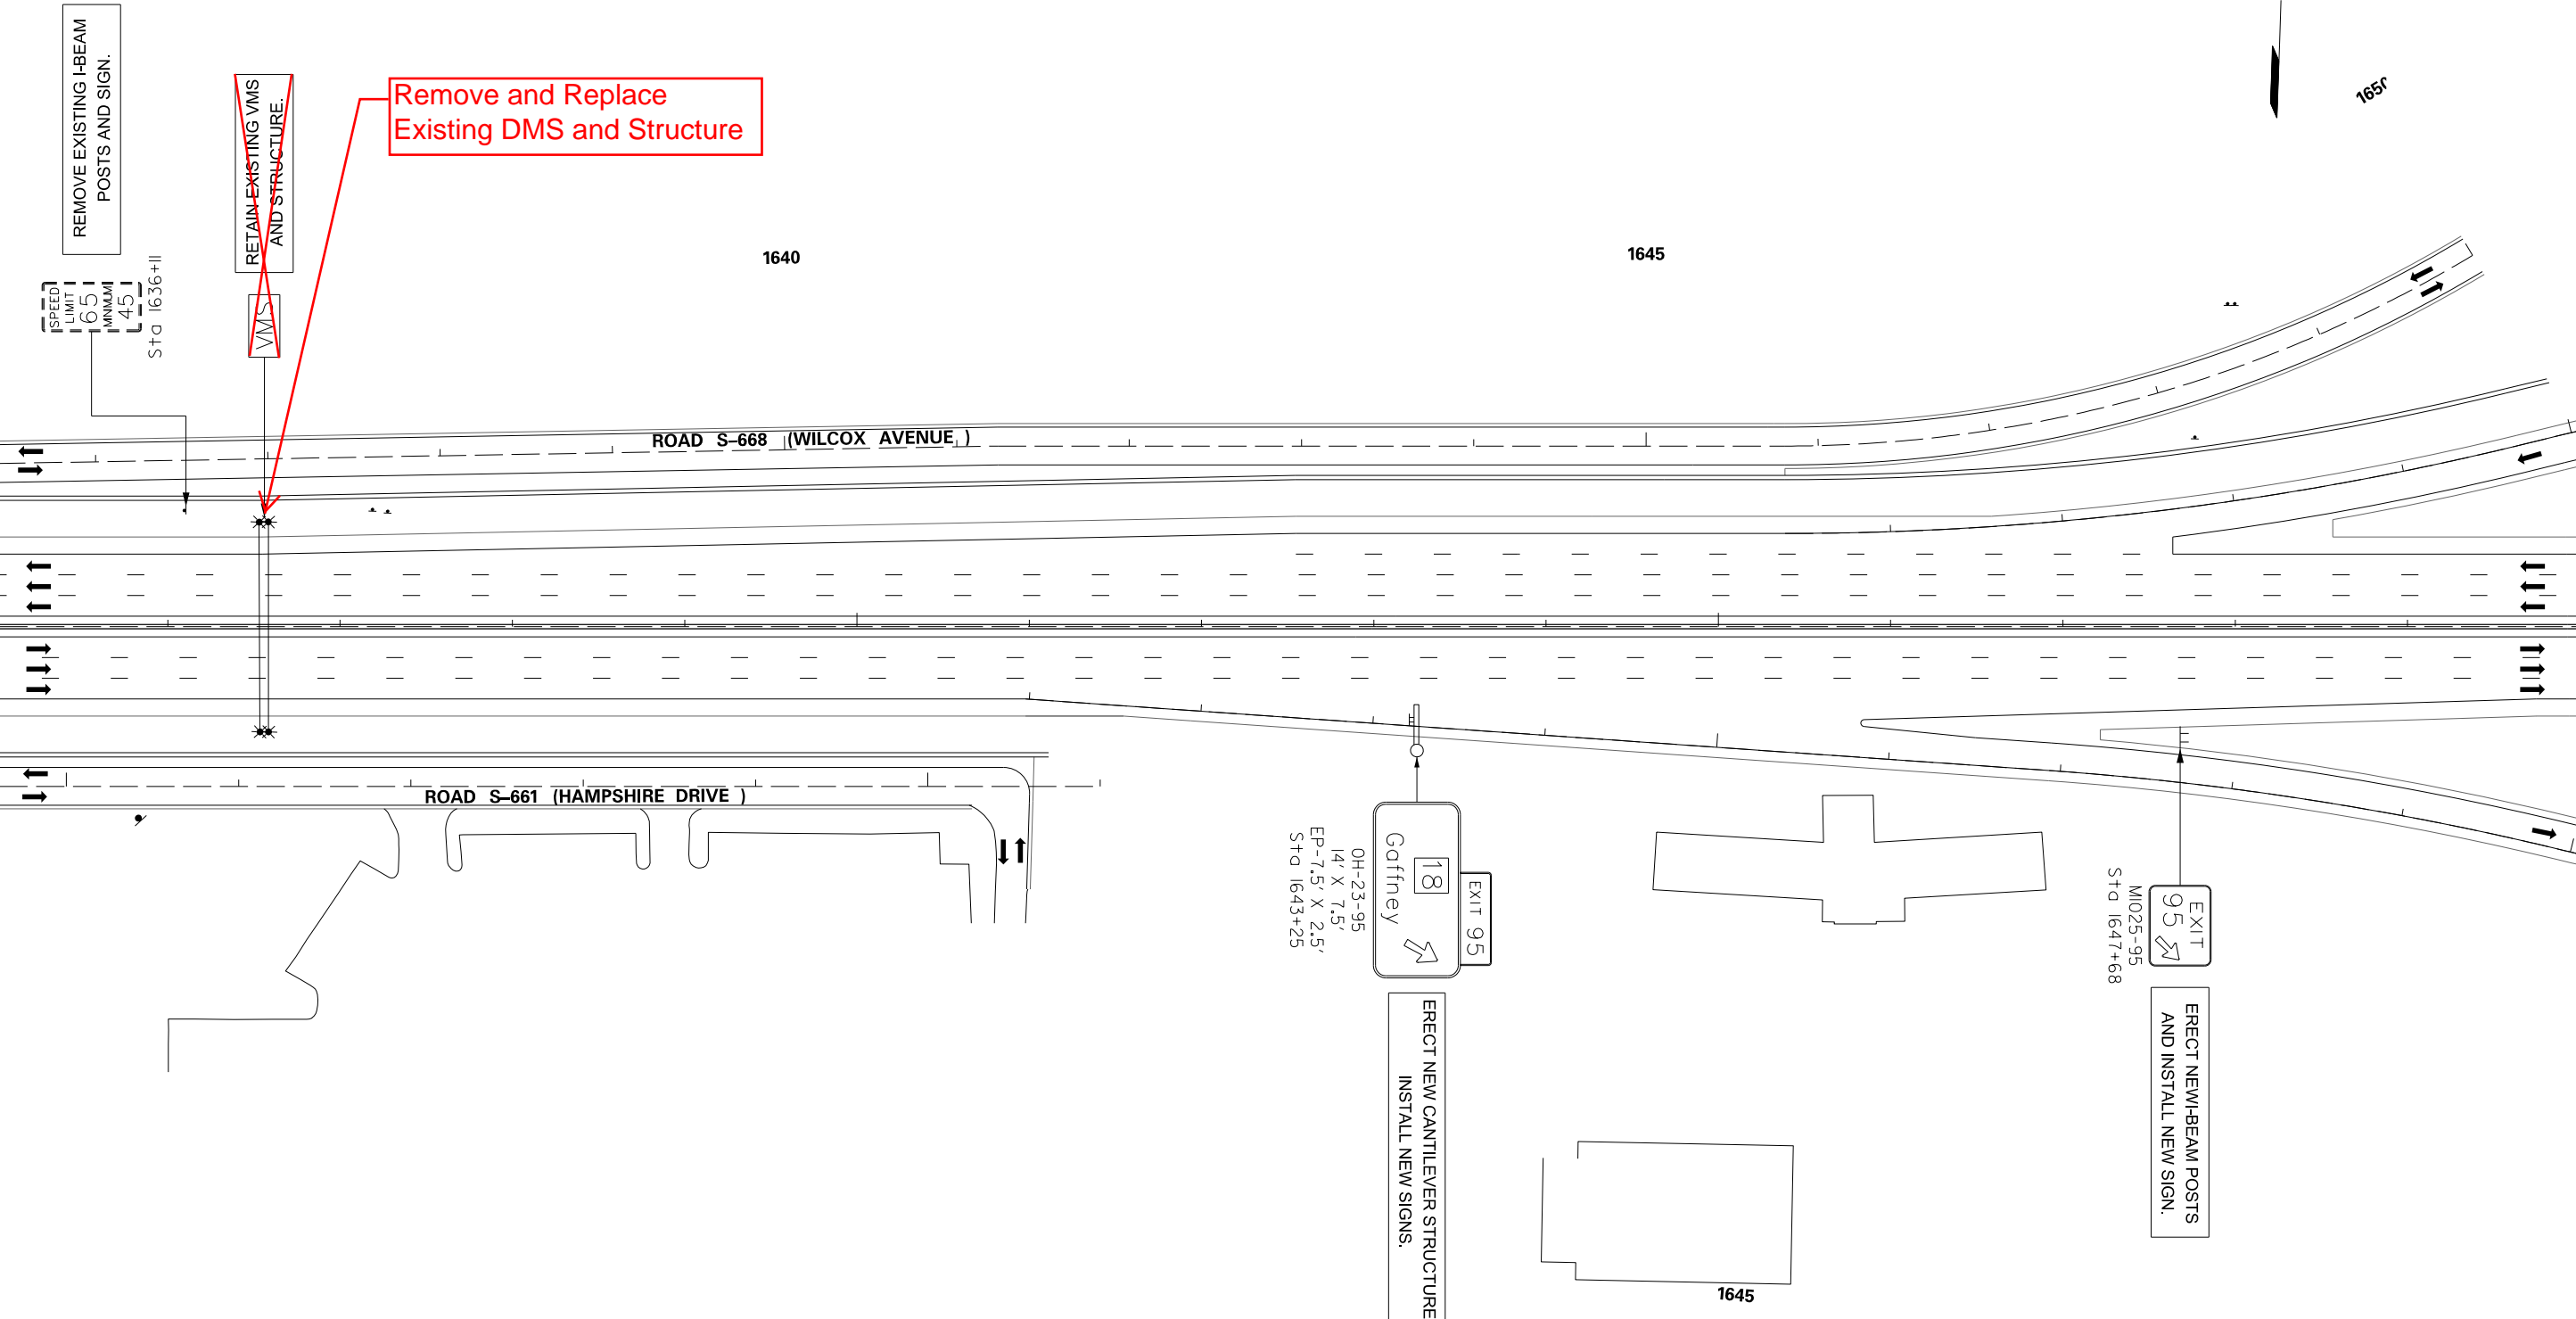 REMOVE EXISTING I-BEAM
POSTS AND SIGN.
SPEED
LIMIT
65
MINIMUM
45
Sta 1636+11
RETAIN EXISTING VMS
AND STRUCTURE.
VMS
Remove and Replace
Existing DMS and Structure
1640
1645
1650
ROAD S-668 (WILCOX AVENUE )
ROAD S-661 (HAMPSHIRE DRIVE )
EXIT 95
18
Gaffney
OH-23-95
14' X 7.5'
EP-7.5' X 2.5'
Sta 1643+25
ERECT NEW CANTILEVER STRUCTURE
INSTALL NEW SIGNS.
EXIT
95
M1025-95
Sta 1647+68
ERECT NEWI-BEAM POSTS
AND INSTALL NEW SIGN.
1645